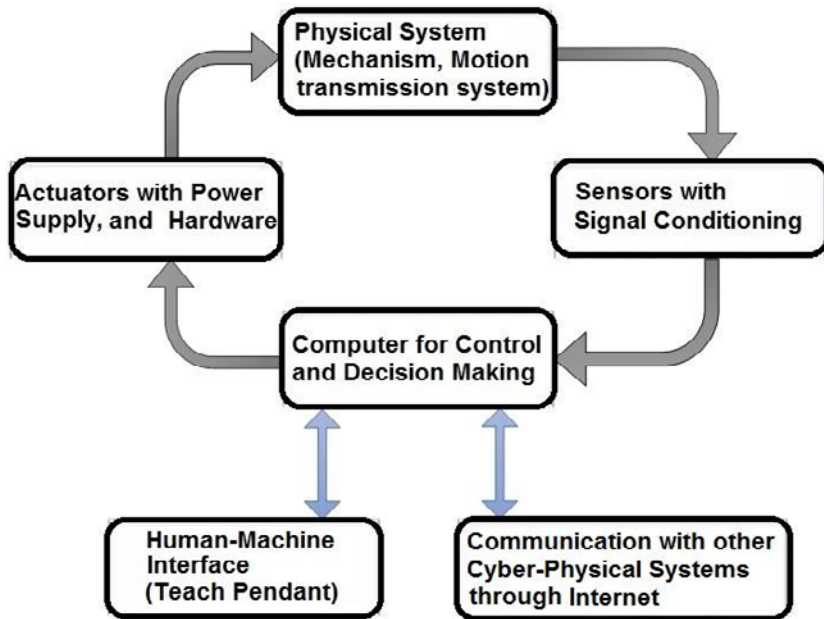 Physical System
(Mechanism, Motion
transmission system)
Actuators with Power
Supply, and Hardware
Sensors with
Signal Conditioning
Computer for Control
and Decision Making
Human-Machine
Interface
(Teach Pendant)
Communication with other
Cyber-Physical Systems
through Internet